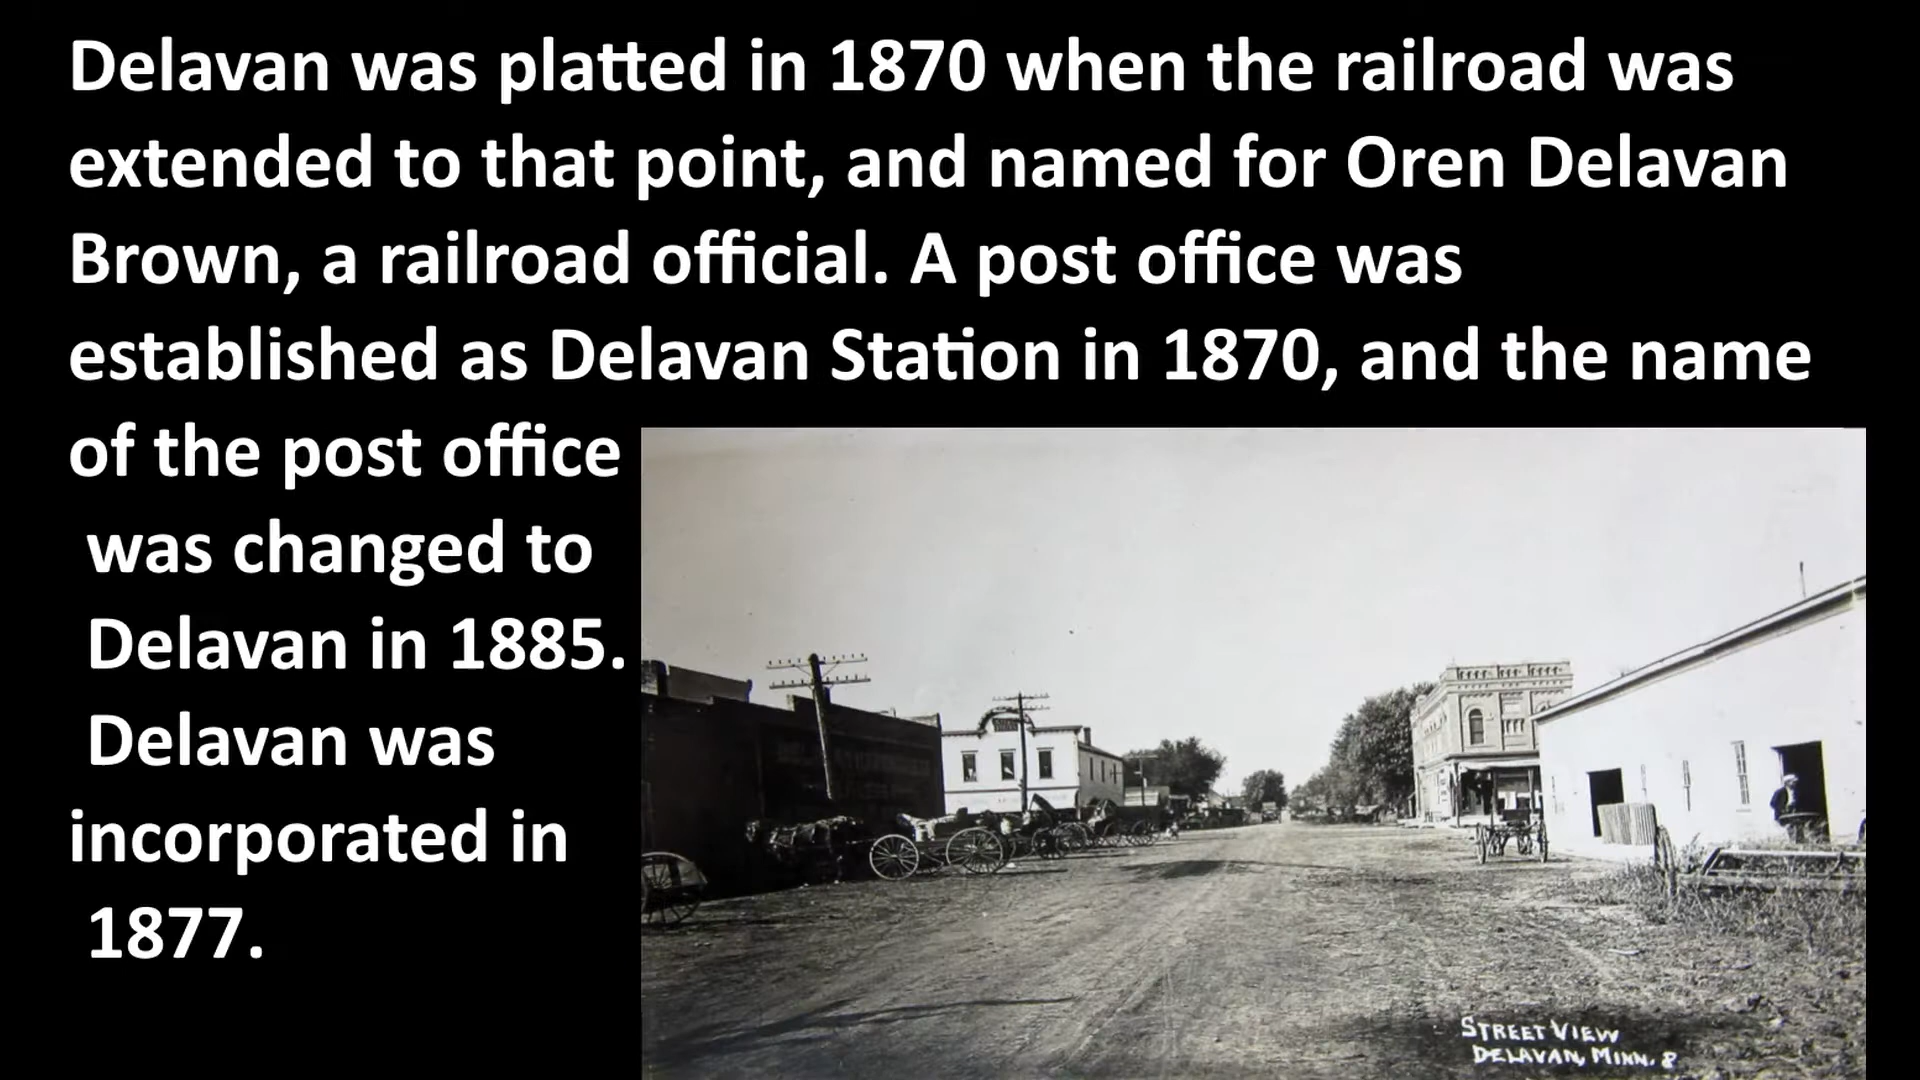 Delavan was platted in 1870 when the railroad was
extended to that point, and named for Oren Delavan
Brown, a railroad official. A post office was
established as Delavan Station in 1870, and the name
of the post office
was changed to
Delavan in 1885.
Delavan was
incorporated in
1877.
STREET VIEW
DELAVAN, MINN. 8